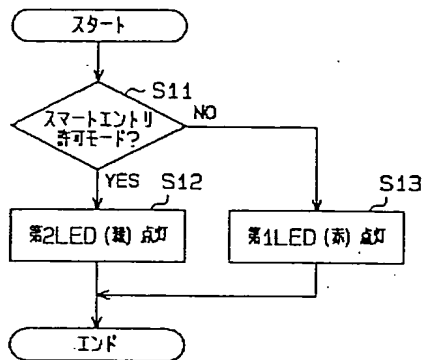 スタート
S11
スマートエントリ
許可モード?
NO
YES
S12
第2LED (緑) 点灯
S13
第1LED (赤) 点灯
エンド